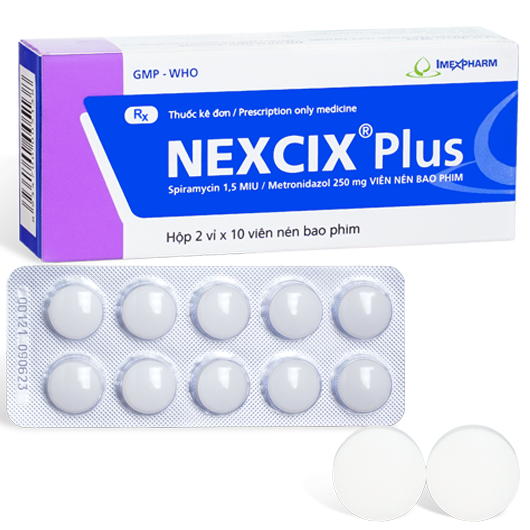 IMEXPHARM
GMP - WHO
Rx Thuốc kê đơn / Prescription only medicine
NEXCIX® Plus
Spiramycin 1,5 MIU / Metronidazol 250 mg VIÊN NÉN BAO PHIM
Hộp 2 vỉ x 10 viên nén bao phim
00121 090623